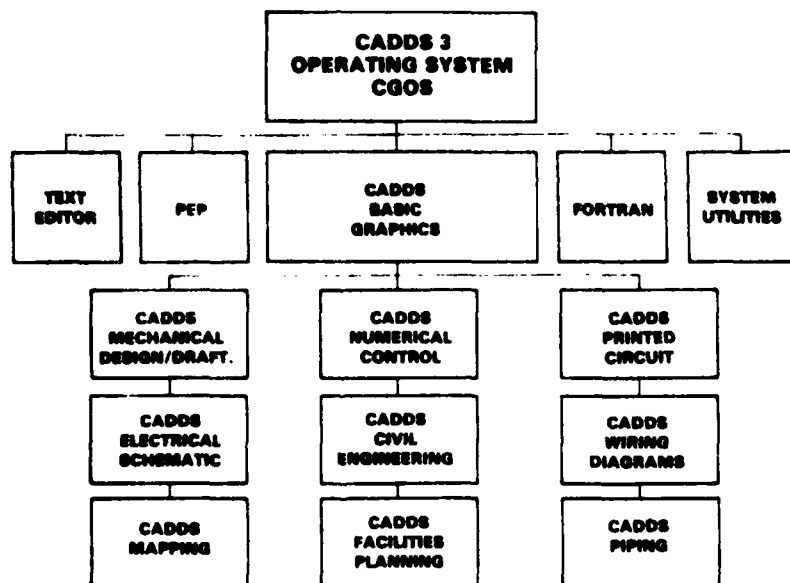 CADDS 3
OPERATING SYSTEM
CGOS
TEXT
EDITOR
PEP
CADDS
BASIC
GRAPHICS
FORTRAN
SYSTEM
UTILITIES
CADDS
MECHANICAL
DESIGN/DRAFT.
CADDS
NUMERICAL
CONTROL
CADDS
PRINTED
CIRCUIT
CADDS
ELECTRICAL
SCHEMATIC
CADDS
CIVIL
ENGINEERING
CADDS
WIRING
DIAGRAMS
CADDS
MAPPING
CADDS
FACILITIES
PLANNING
CADDS
PIPING